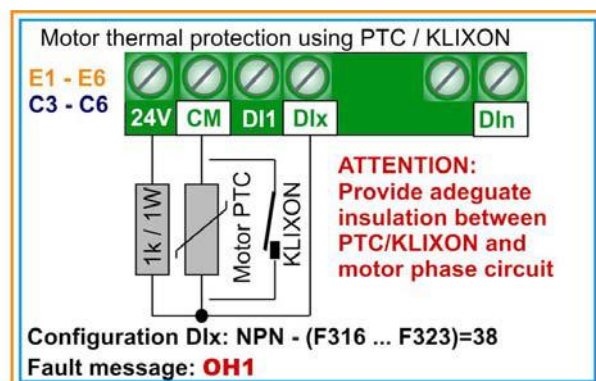 Motor thermal protection using PTC / KLIXON
E1 - E6
C3 - C6
24V CM DI1 DIx DIn
1k / 1W
Motor PTC
KLIXON
ATTENTION:
Provide adeguate
insulation between
PTC/KLIXON and
motor phase circuit
Configuration DIx: NPN - (F316 ... F323)=38
Fault message: OH1